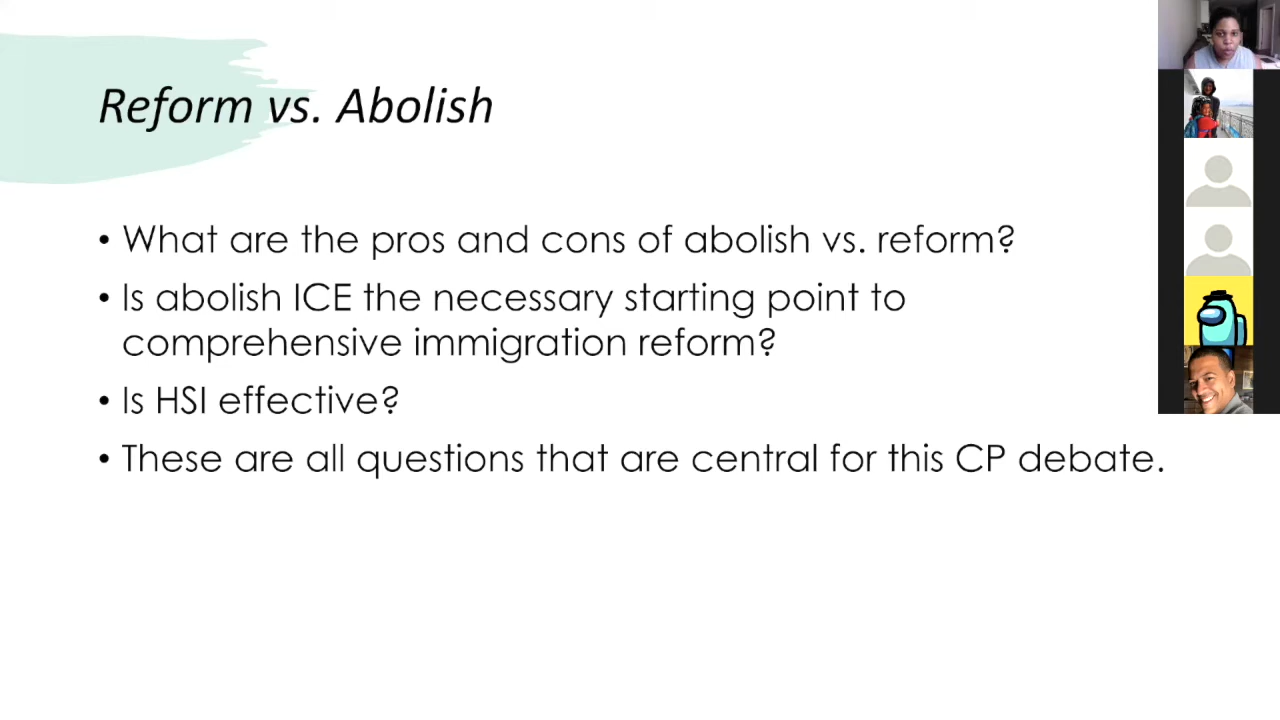 Reform vs. Abolish
• What are the pros and cons of abolish vs. reform?
• Is abolish ICE the necessary starting point to
comprehensive immigration reform?
• Is HSI effective?
• These are all questions that are central for this CP debate.